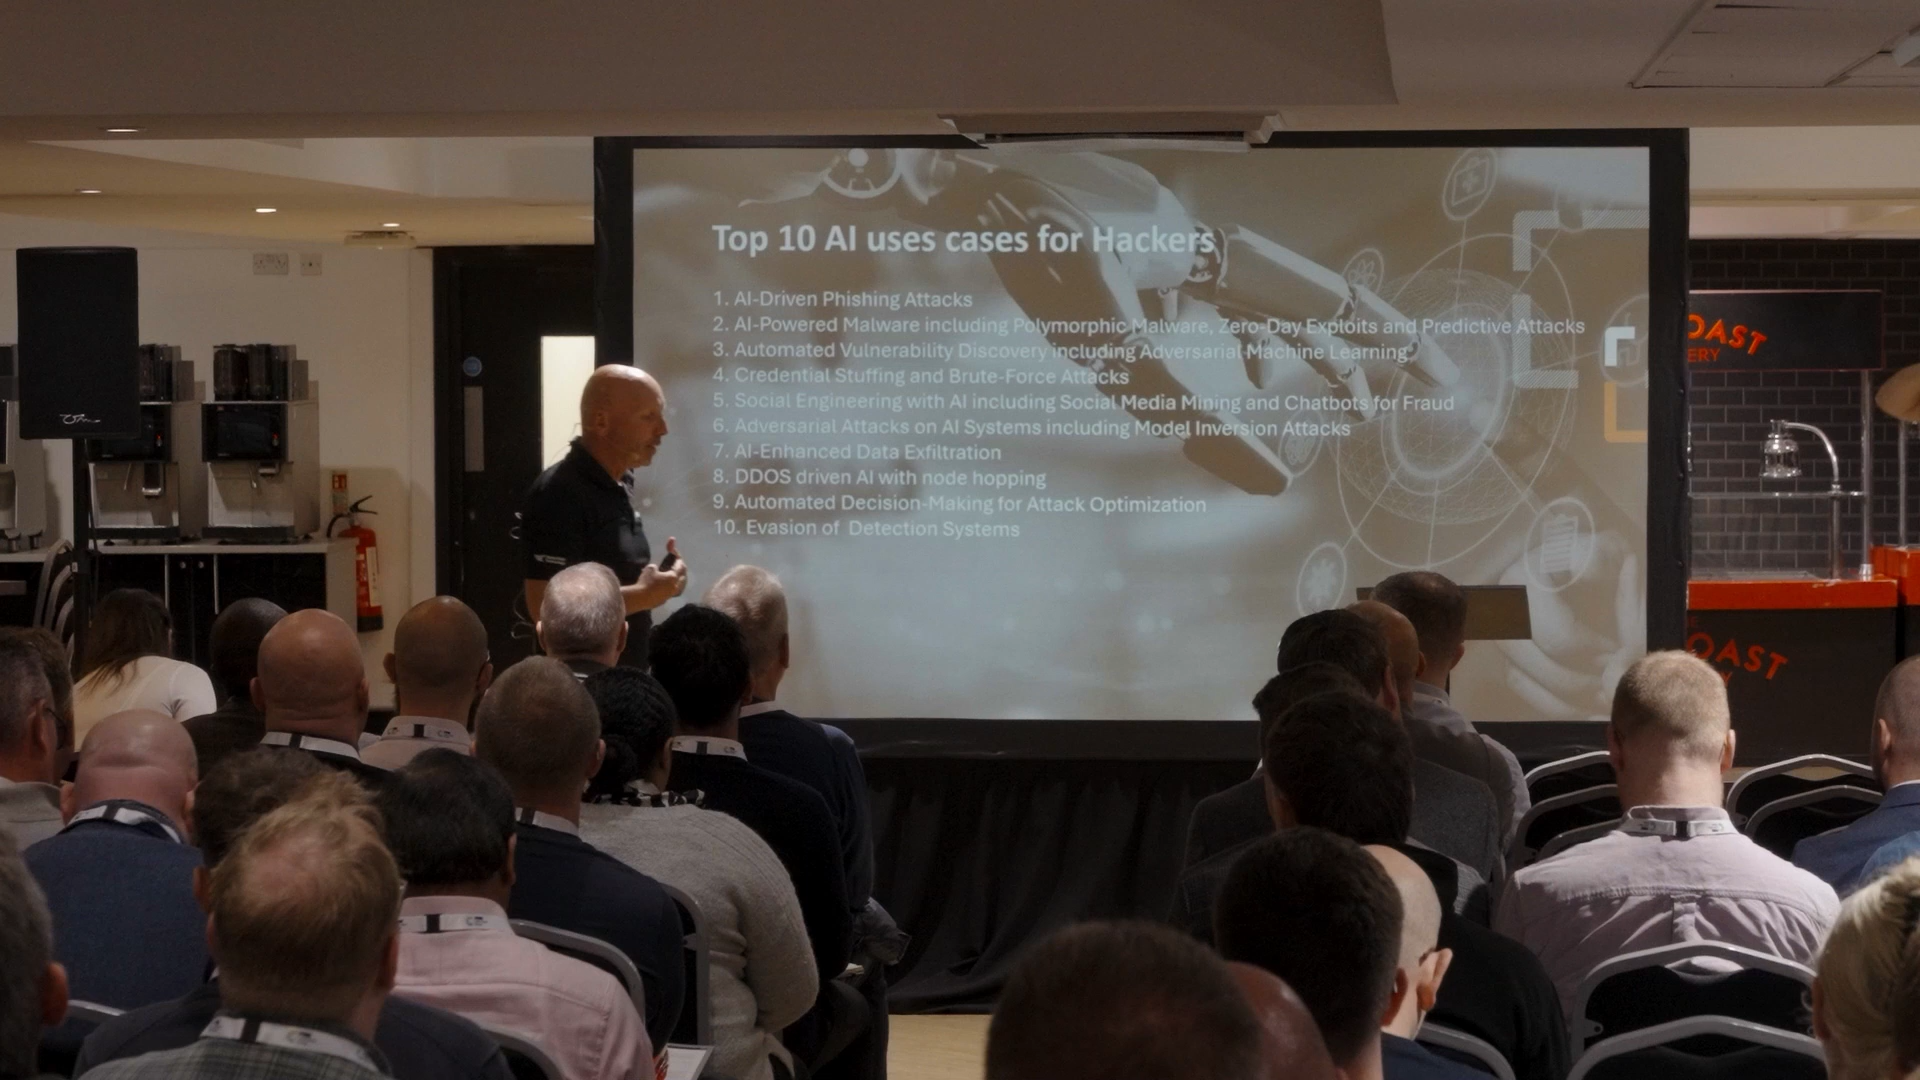 Top 10 AI uses cases for Hackers
1. AI-Driven Phishing Attacks
2. AI-Powered Malware including Polymorphic Malware, Zero-Day Exploits and Predictive Attacks
3. Automated Vulnerability Discovery including Adversarial Machine Learning
4. Credential Stuffing and Brute-Force Attacks
5. Social Engineering with AI including Social Media Mining and Chatbots for Fraud
6. Adversarial Attacks on AI Systems including Model Inversion Attacks
7. AI-Enhanced Data Exfiltration
8. DDOS driven AI with node hopping
9. Automated Decision-Making for Attack Optimization
10. Evasion of Detection Systems
OAST
ERY
OAST